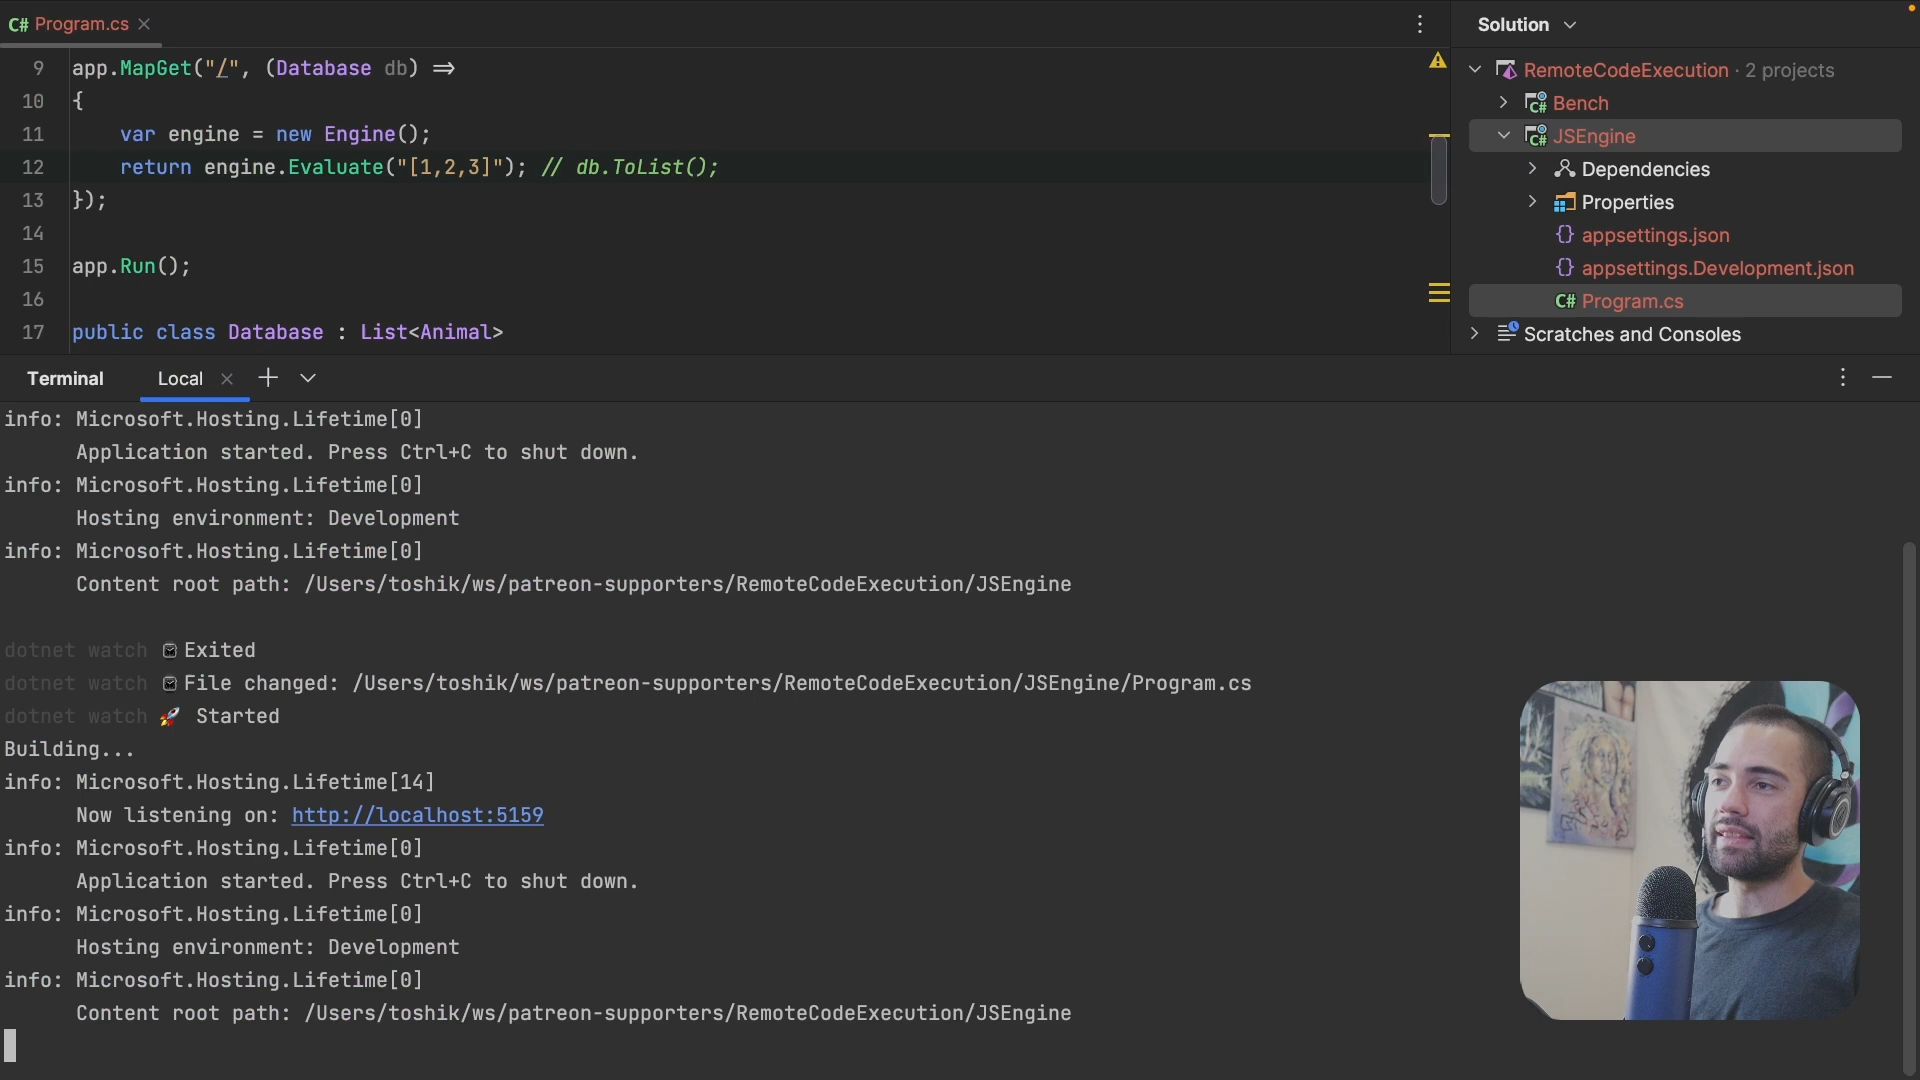 C# Program.cs
9 app.MapGet("/", (Database db) =>
10 {
11 var engine = new Engine();
12 return engine.Evaluate("[1,2,3]"); // db.ToList();
13 });
14
15 app.Run();
16
17 public class Database : List<Animal>
Solution
RemoteCodeExecution · 2 projects
C# Bench
C# JSEngine
Dependencies
Properties
{} appsettings.json
{} appsettings.Development.json
C# Program.cs
Scratches and Consoles
Terminal Local
info: Microsoft.Hosting.Lifetime[0]
Application started. Press Ctrl+C to shut down.
info: Microsoft.Hosting.Lifetime[0]
Hosting environment: Development
info: Microsoft.Hosting.Lifetime[0]
Content root path: /Users/toshik/ws/patreon-supporters/RemoteCodeExecution/JSEngine
dotnet watch ⌚ Exited
dotnet watch ⌚ File changed: /Users/toshik/ws/patreon-supporters/RemoteCodeExecution/JSEngine/Program.cs
dotnet watch 🚀 Started
Building...
info: Microsoft.Hosting.Lifetime[14]
Now listening on: http://localhost:5159
info: Microsoft.Hosting.Lifetime[0]
Application started. Press Ctrl+C to shut down.
info: Microsoft.Hosting.Lifetime[0]
Hosting environment: Development
info: Microsoft.Hosting.Lifetime[0]
Content root path: /Users/toshik/ws/patreon-supporters/RemoteCodeExecution/JSEngine